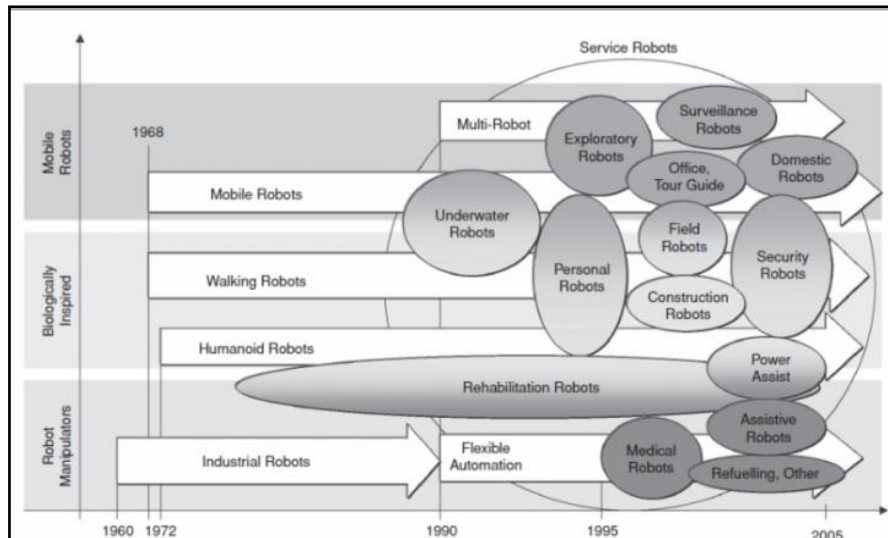 Service Robots
Mobile
Robots
1968
Multi-Robot
Surveillance
Robots
Exploratory
Robots
Office,
Tour Guide
Domestic
Robots
Mobile Robots
Underwater
Robots
Field
Robots
Biologically
Inspired
Walking Robots
Personal
Robots
Security
Robots
Construction
Robots
Humanoid Robots
Power
Assist
Rehabilitation Robots
Robot
Manipulators
Assistive
Robots
Industrial Robots
Flexible
Automation
Medical
Robots
Refuelling, Other
1960
1972
1990
1995
2005